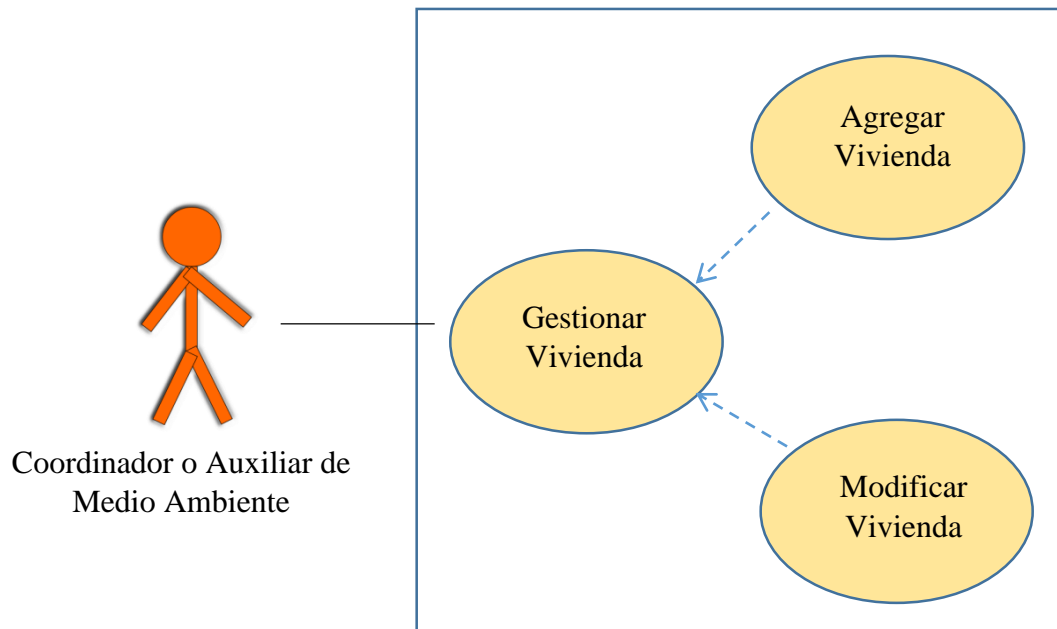 Agregar
Vivienda
Gestionar
Vivienda
Coordinador o Auxiliar de
Medio Ambiente
Modificar
Vivienda